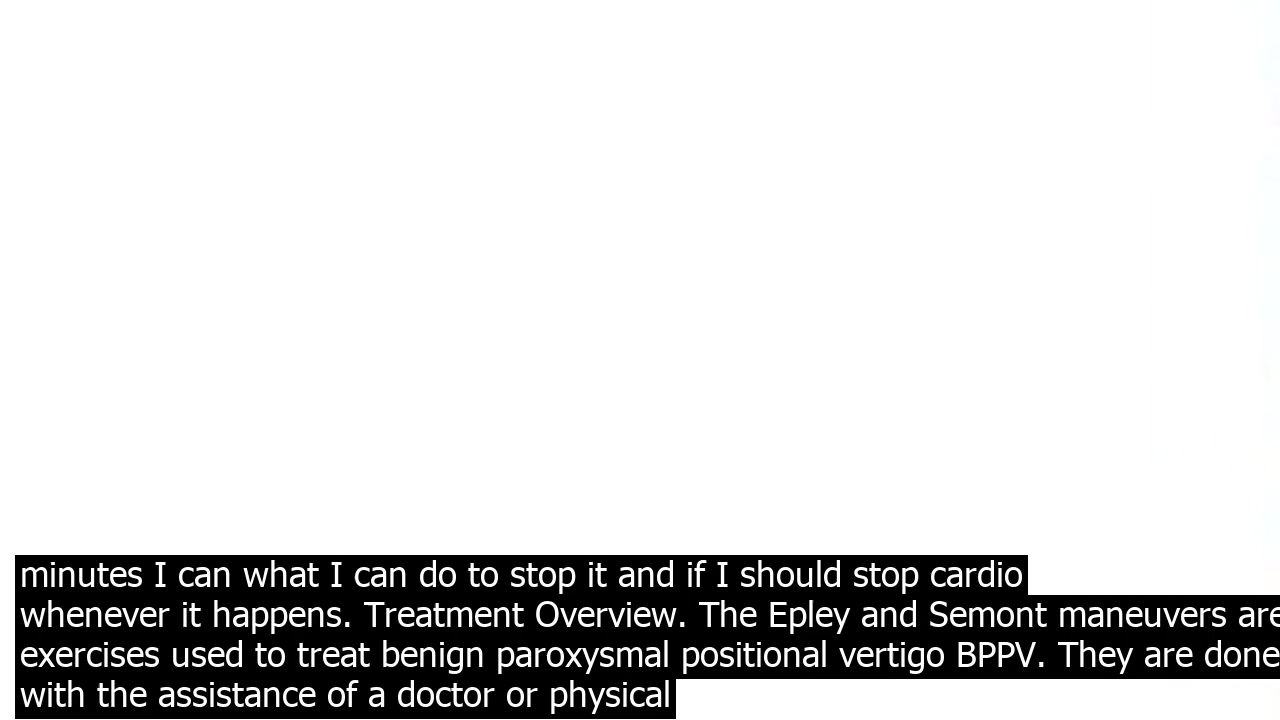 minutes I can what I can do to stop it and if I should stop cardio
whenever it happens. Treatment Overview. The Epley and Semont maneuvers are
exercises used to treat benign paroxysmal positional vertigo BPPV. They are done
with the assistance of a doctor or physical